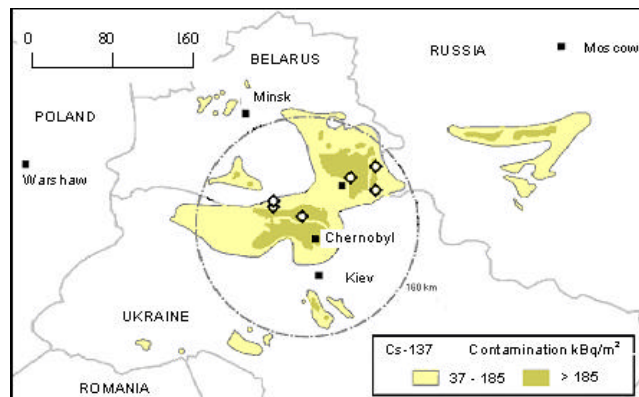 0 80 160
BELARUS
RUSSIA
Moscow
POLAND
Minsk
Warshaw
Chernobyl
Kiev
160 km
UKRAINE
ROMANIA
Cs-137 Contamination kBq/m²
37 - 185 > 185